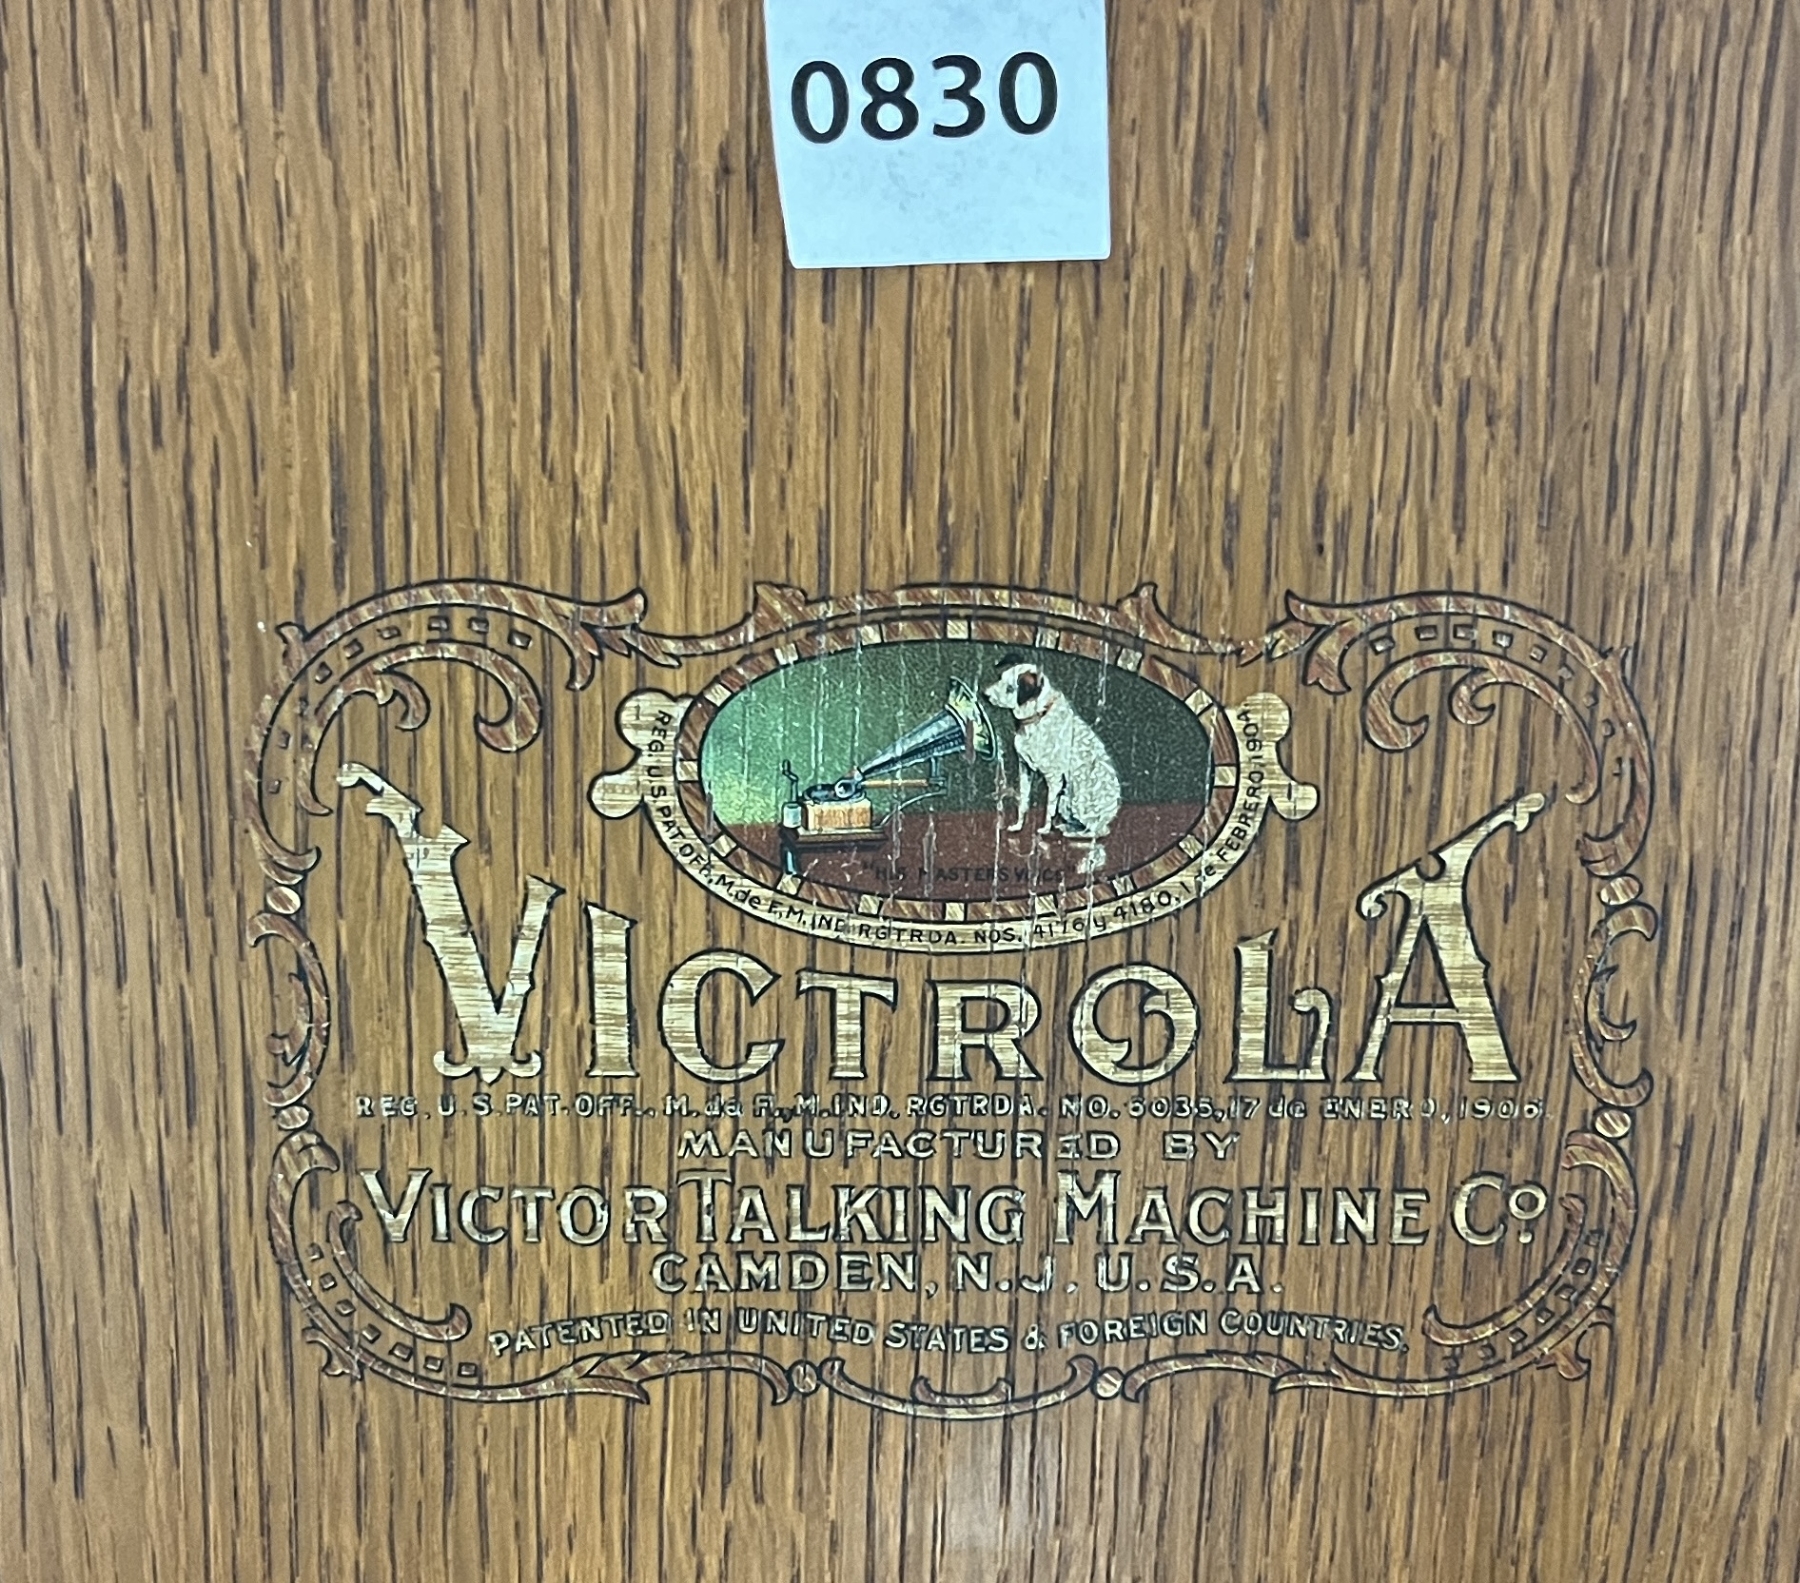 0830
REG. U.S. PAT. OFF., M. de F., M. IND. RGTRDA. NOS. 4176 y 4180, 1 de FEBRERO 1904
"HIS MASTERS VOICE"
VICTROLA
REG. U.S. PAT. OFF., M. de F., M. IND. RGTRDA. NO. 6035, 17 de ENERO, 1906.
MANUFACTURED BY
VICTOR TALKING MACHINE Co.
CAMDEN, N.J. U.S.A.
PATENTED IN UNITED STATES & FOREIGN COUNTRIES.